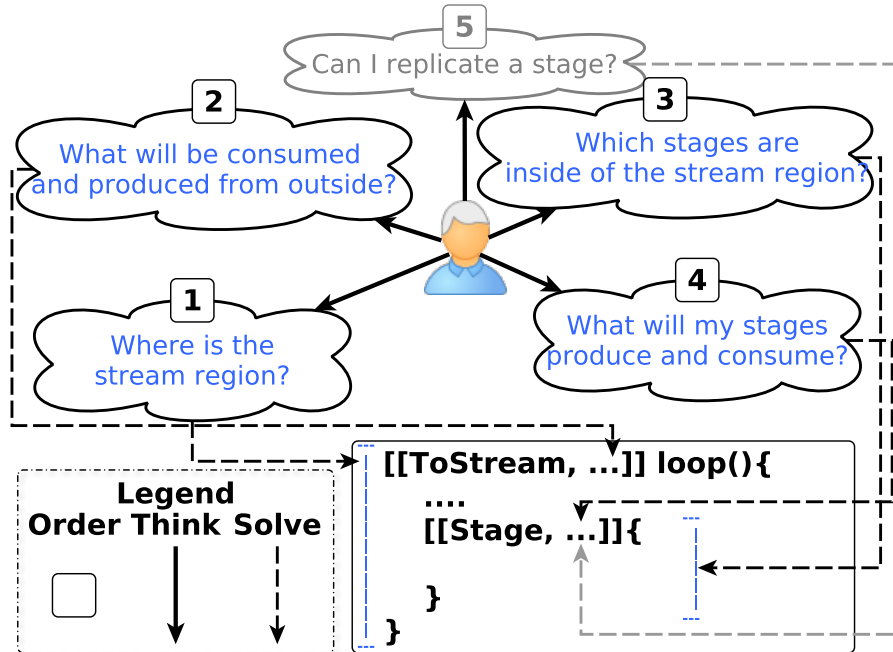 5
Can I replicate a stage?
2
What will be consumed
and produced from outside?
3
Which stages are
inside of the stream region?
1
Where is the
stream region?
4
What will my stages
produce and consume?
Legend
Order Think Solve
[[ToStream, ...]] loop(){
....
[[Stage, ...]]{
}
}